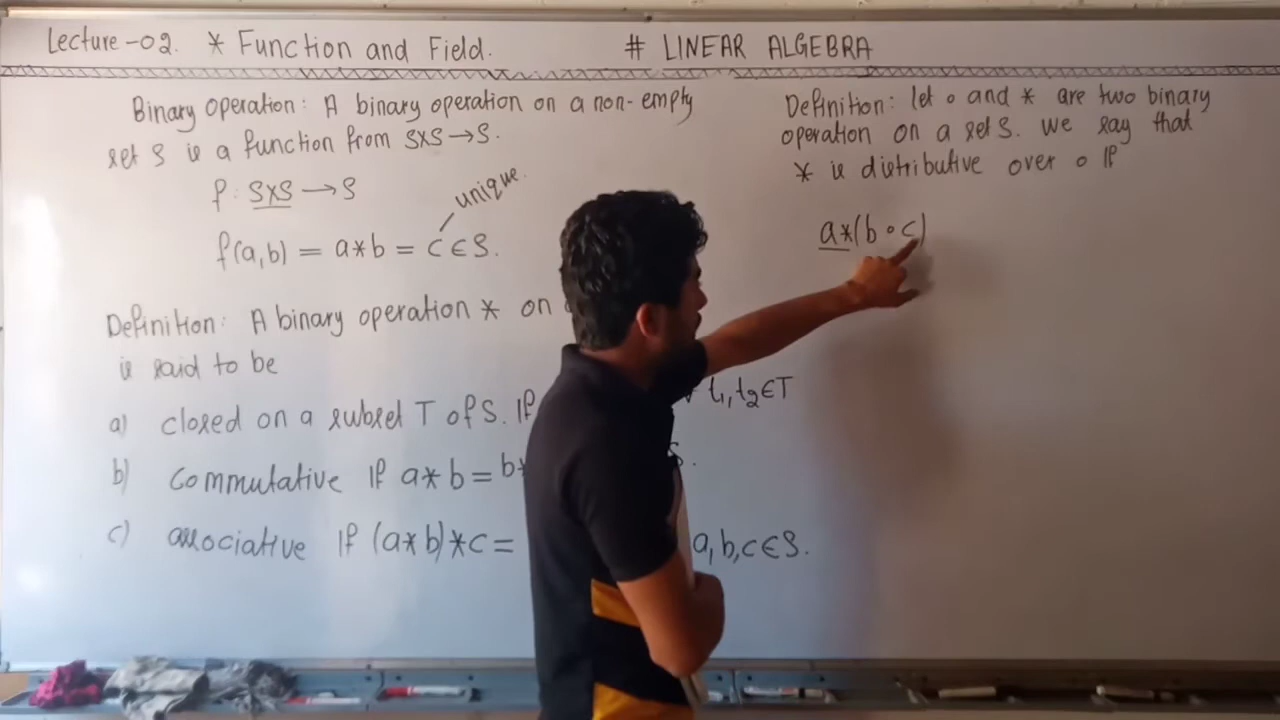 Lecture-02. * Function and Field. # LINEAR ALGEBRA
Binary operation: A binary operation on a non-empty
set S is a function from S×S→S.
f: S×S → S
unique.
f(a,b) = a*b = c∈S.
Definition: A binary operation * on
is said to be
a) closed on a subset T of S. If t₁,t₂∈T
b) Commutative If a*b=b* S.
c) associative If (a*b)*c= a,b,c∈S.
Definition: let ∘ and * are two binary
operation on a set S. We say that
* is distributive over ∘ If
a*(b∘c)